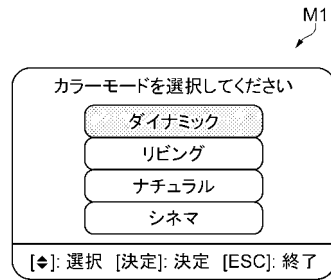 M1
カラーモードを選択してください
ダイナミック
リビング
ナチュラル
シネマ
[♦]: 選択 [決定]: 決定 [ESC]: 終了